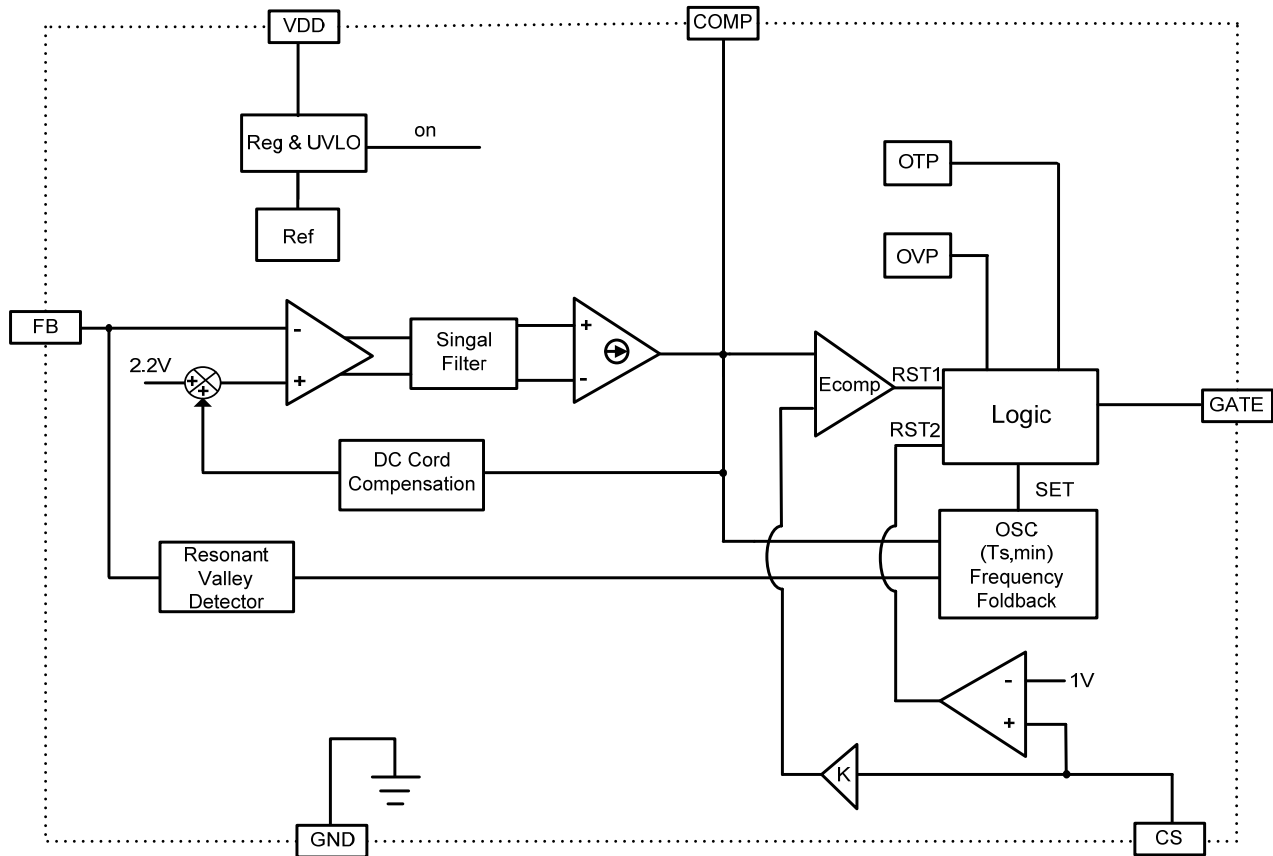 VDD
COMP
Reg & UVLO
on
OTP
Ref
OVP
FB
-
Singal
Filter
+
2.2V
+
+
+
-
Ecomp
RST1
Logic
GATE
RST2
DC Cord
Compensation
SET
OSC
(Ts,min)
Frequency
Foldback
Resonant
Valley
Detector
-
1V
+
K
GND
CS